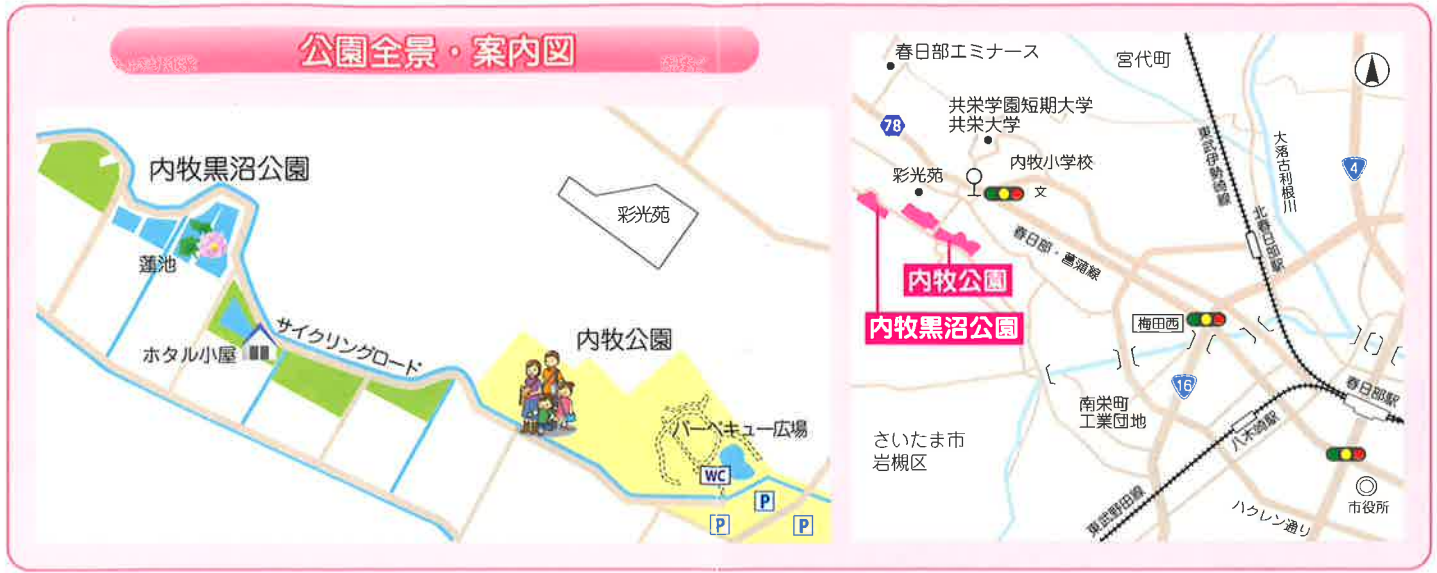 公園全景・案内図
内牧黒沼公園
蓮池
ホタル小屋
サイクリングロード
彩光苑
内牧公園
バーベキュー広場
WC
P
P
P
春日部エミナース
宮代町
78
共栄学園短期大学
共栄大学
内牧小学校
彩光苑
文
東武伊勢崎線
大落古利根川
4
北春日部駅
春日部・菖蒲線
内牧公園
内牧黒沼公園
梅田西
16
南栄町
工業団地
春日部駅
八木崎駅
さいたま市
岩槻区
東武野田線
ハクレン通り
市役所